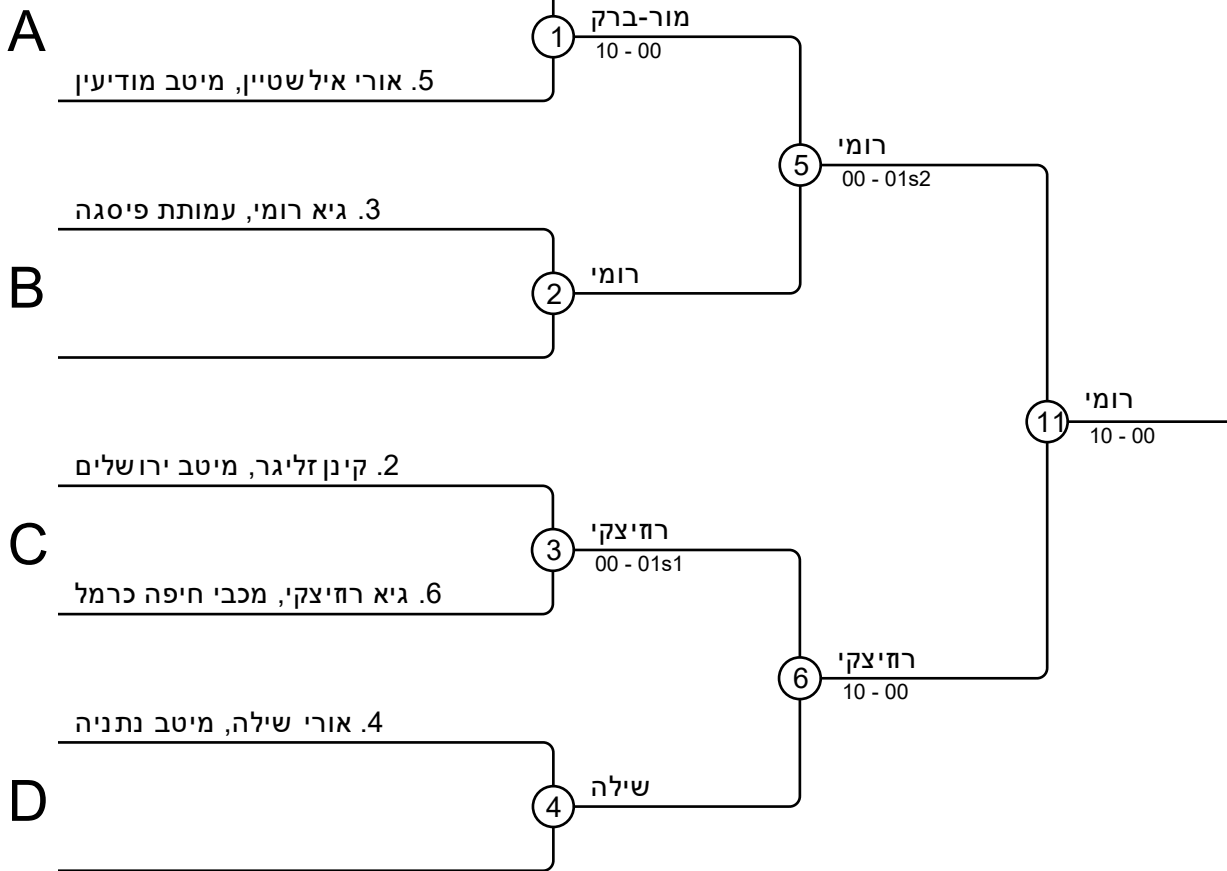 A
1
מור-ברק
10 - 00
5. אורי אילשטיין, מיטב מודיעין
5
רומי
00 - 01s2
3. גיא רומי, עמותת פיסגה
B
2
רומי
11
רומי
10 - 00
2. קינן זליגר, מיטב ירושלים
C
3
רוזיצקי
00 - 01s1
6. גיא רוזיצקי, מכבי חיפה כרמל
6
רוזיצקי
10 - 00
4. אורי שילה, מיטב נתניה
D
4
שילה